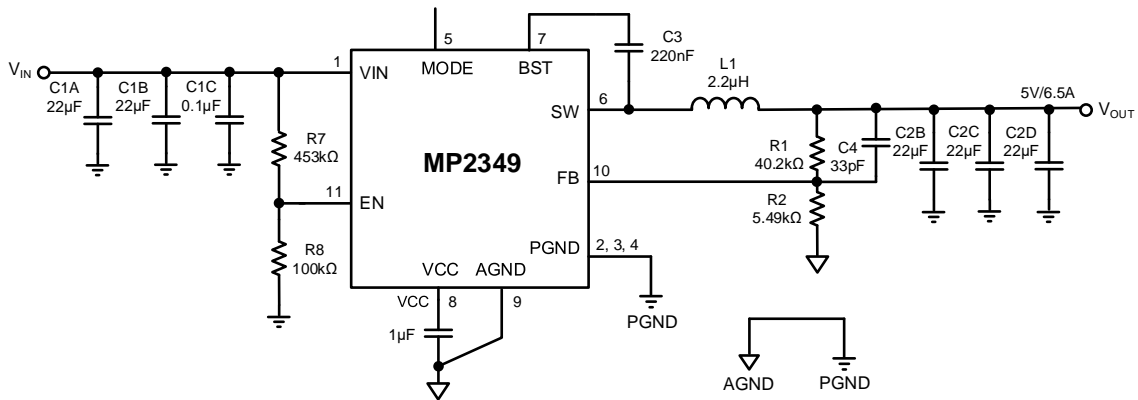 5
7
C3
220nF
V_IN
1
VIN
MODE
BST
L1
2.2µH
C1A
22µF
C1B
22µF
C1C
0.1µF
SW
6
5V/6.5A
V_OUT
R7
453kΩ
MP2349
R1
40.2kΩ
C4
33pF
C2B
22µF
C2C
22µF
C2D
22µF
FB
10
11
EN
R2
5.49kΩ
R8
100kΩ
PGND
2, 3, 4
VCC
AGND
VCC
8
9
PGND
1µF
AGND
PGND